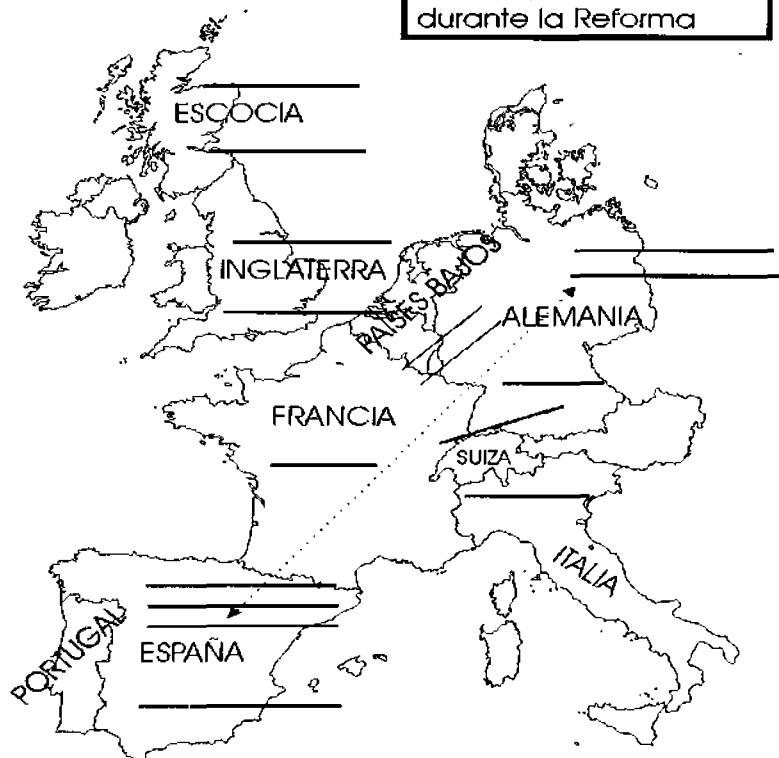 durante la Reforma
ESCOCIA
INGLATERRA
PAÍSES BAJOS
ALEMANIA
FRANCIA
SUIZA
ITALIA
PORTUGAL
ESPAÑA